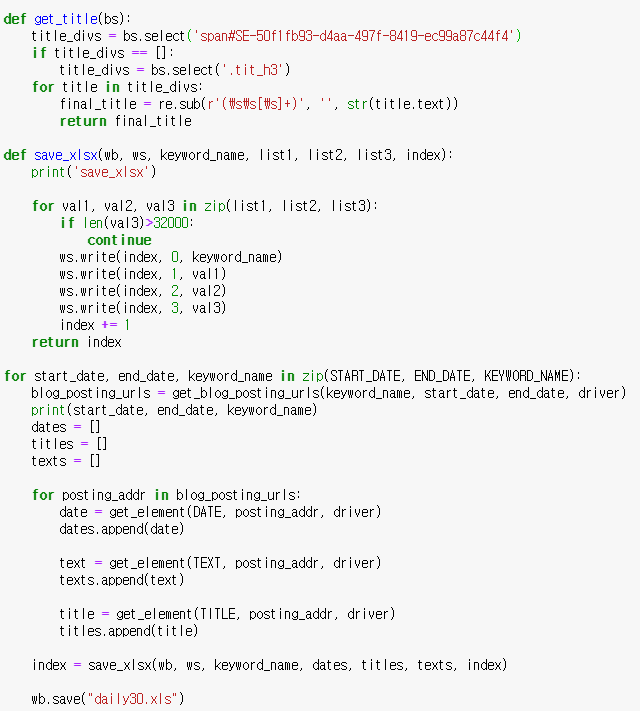 def get_title(bs):
    title_divs = bs.select('span#SE-50f1fb93-d4aa-497f-8419-ec99a87c44f4')
    if title_divs == []:
        title_divs = bs.select('.tit_h3')
    for title in title_divs:
        final_title = re.sub(r'(₩s₩s[₩s]+)', '', str(title.text))
        return final_title

def save_xlsx(wb, ws, keyword_name, list1, list2, list3, index):
    print('save_xlsx')

    for val1, val2, val3 in zip(list1, list2, list3):
        if len(val3)>32000:
            continue
        ws.write(index, 0, keyword_name)
        ws.write(index, 1, val1)
        ws.write(index, 2, val2)
        ws.write(index, 3, val3)
        index += 1
    return index

for start_date, end_date, keyword_name in zip(START_DATE, END_DATE, KEYWORD_NAME):
    blog_posting_urls = get_blog_posting_urls(keyword_name, start_date, end_date, driver)
    print(start_date, end_date, keyword_name)
    dates = []
    titles = []
    texts = []

    for posting_addr in blog_posting_urls:
        date = get_element(DATE, posting_addr, driver)
        dates.append(date)

        text = get_element(TEXT, posting_addr, driver)
        texts.append(text)

        title = get_element(TITLE, posting_addr, driver)
        titles.append(title)

    index = save_xlsx(wb, ws, keyword_name, dates, titles, texts, index)

    wb.save("daily30.xls")